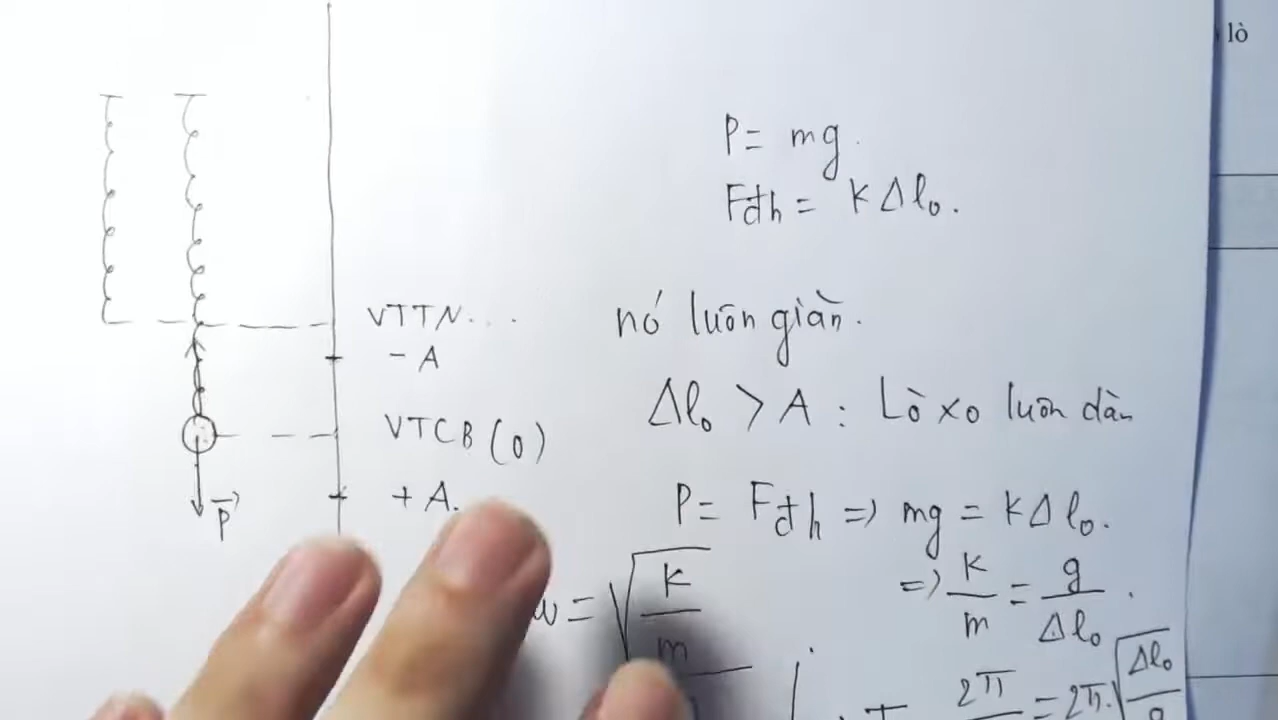 lò
P = mg.
Fđh = KΔl₀.
VTTN...
- A
nó luôn giãn.
Δl₀ > A : Lò xo luôn dàn
VTCB (0)
+ A.
P⃗
P = Fđh => mg = KΔl₀.
=> K/m = g/Δl₀ .
ω = √(K/m)
2π = 2π.√(Δl₀/g)